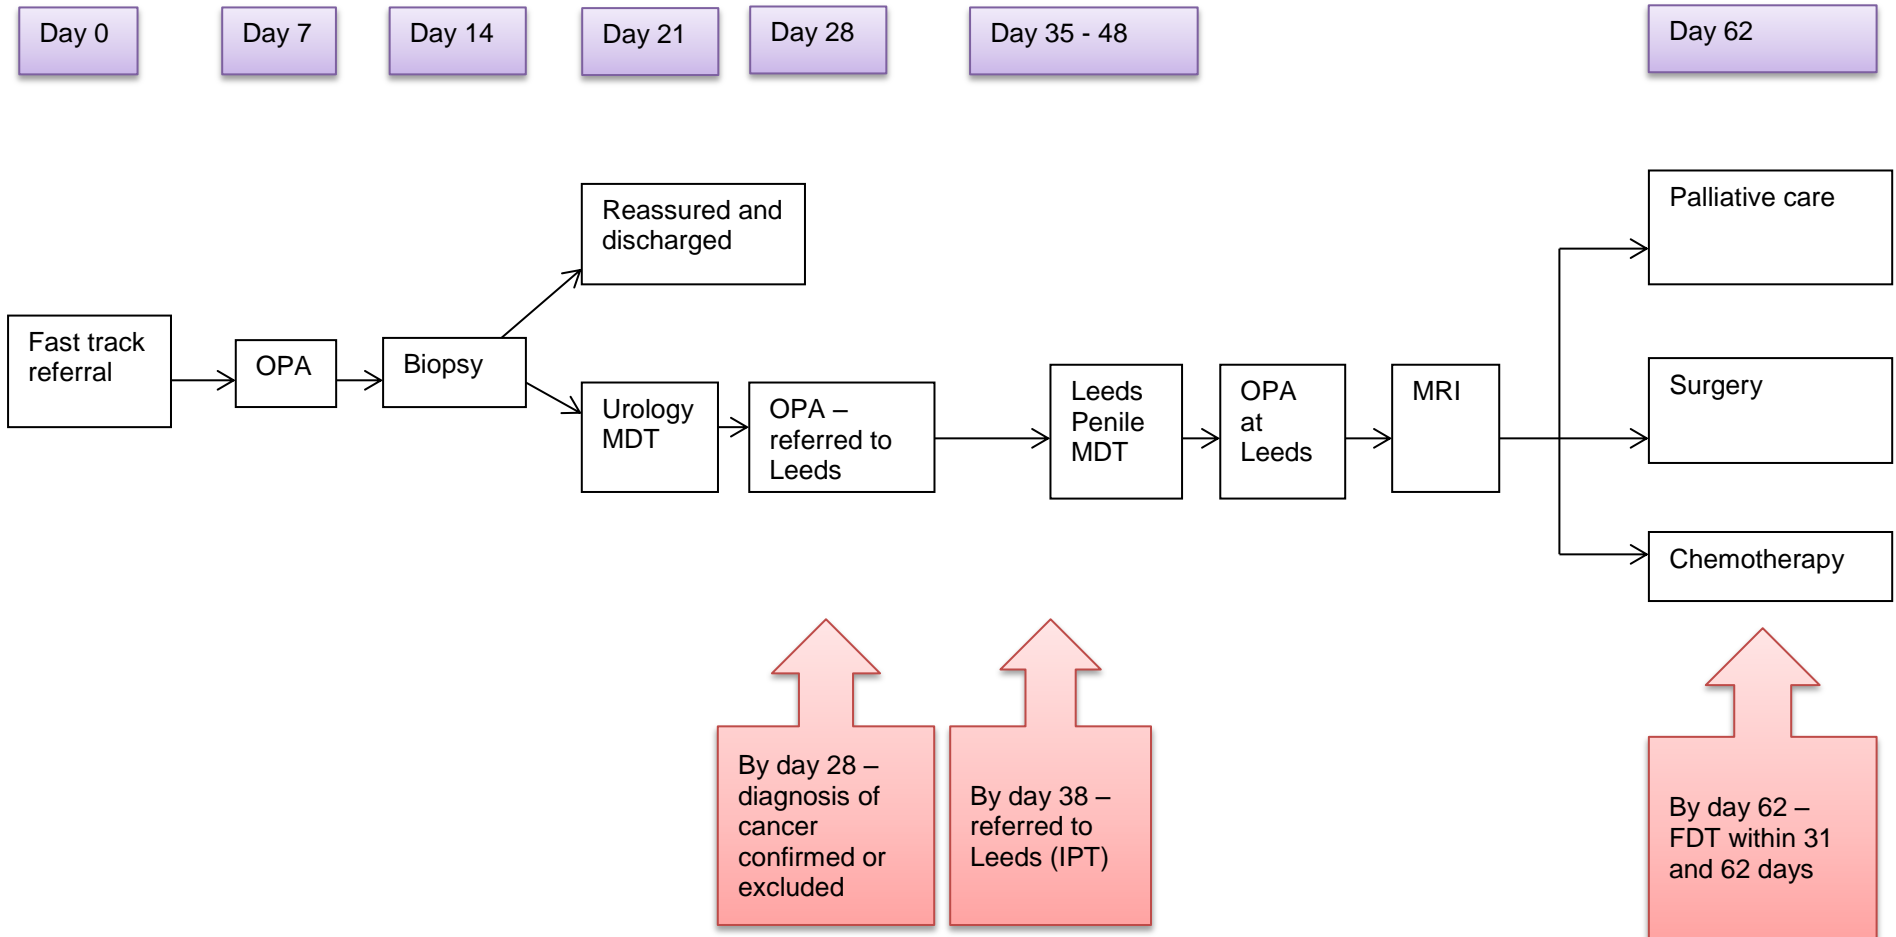 Day 0
Day 7
Day 14
Day 21
Day 28
Day 35 - 48
Day 62
Fast track
referral
OPA
Biopsy
Reassured and
discharged
Urology
MDT
OPA –
referred to
Leeds
Leeds
Penile
MDT
OPA
at
Leeds
MRI
Palliative care
Surgery
Chemotherapy
By day 28 –
diagnosis of
cancer
confirmed or
excluded
By day 38 –
referred to
Leeds (IPT)
By day 62 –
FDT within 31
and 62 days